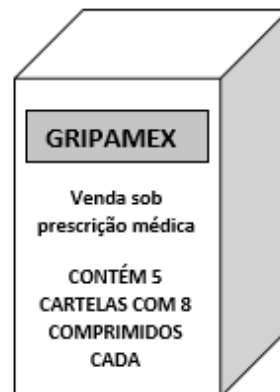 GRIPAMEX
Venda sob
prescrição médica
CONTÉM 5
CARTELAS COM 8
COMPRIMIDOS
CADA